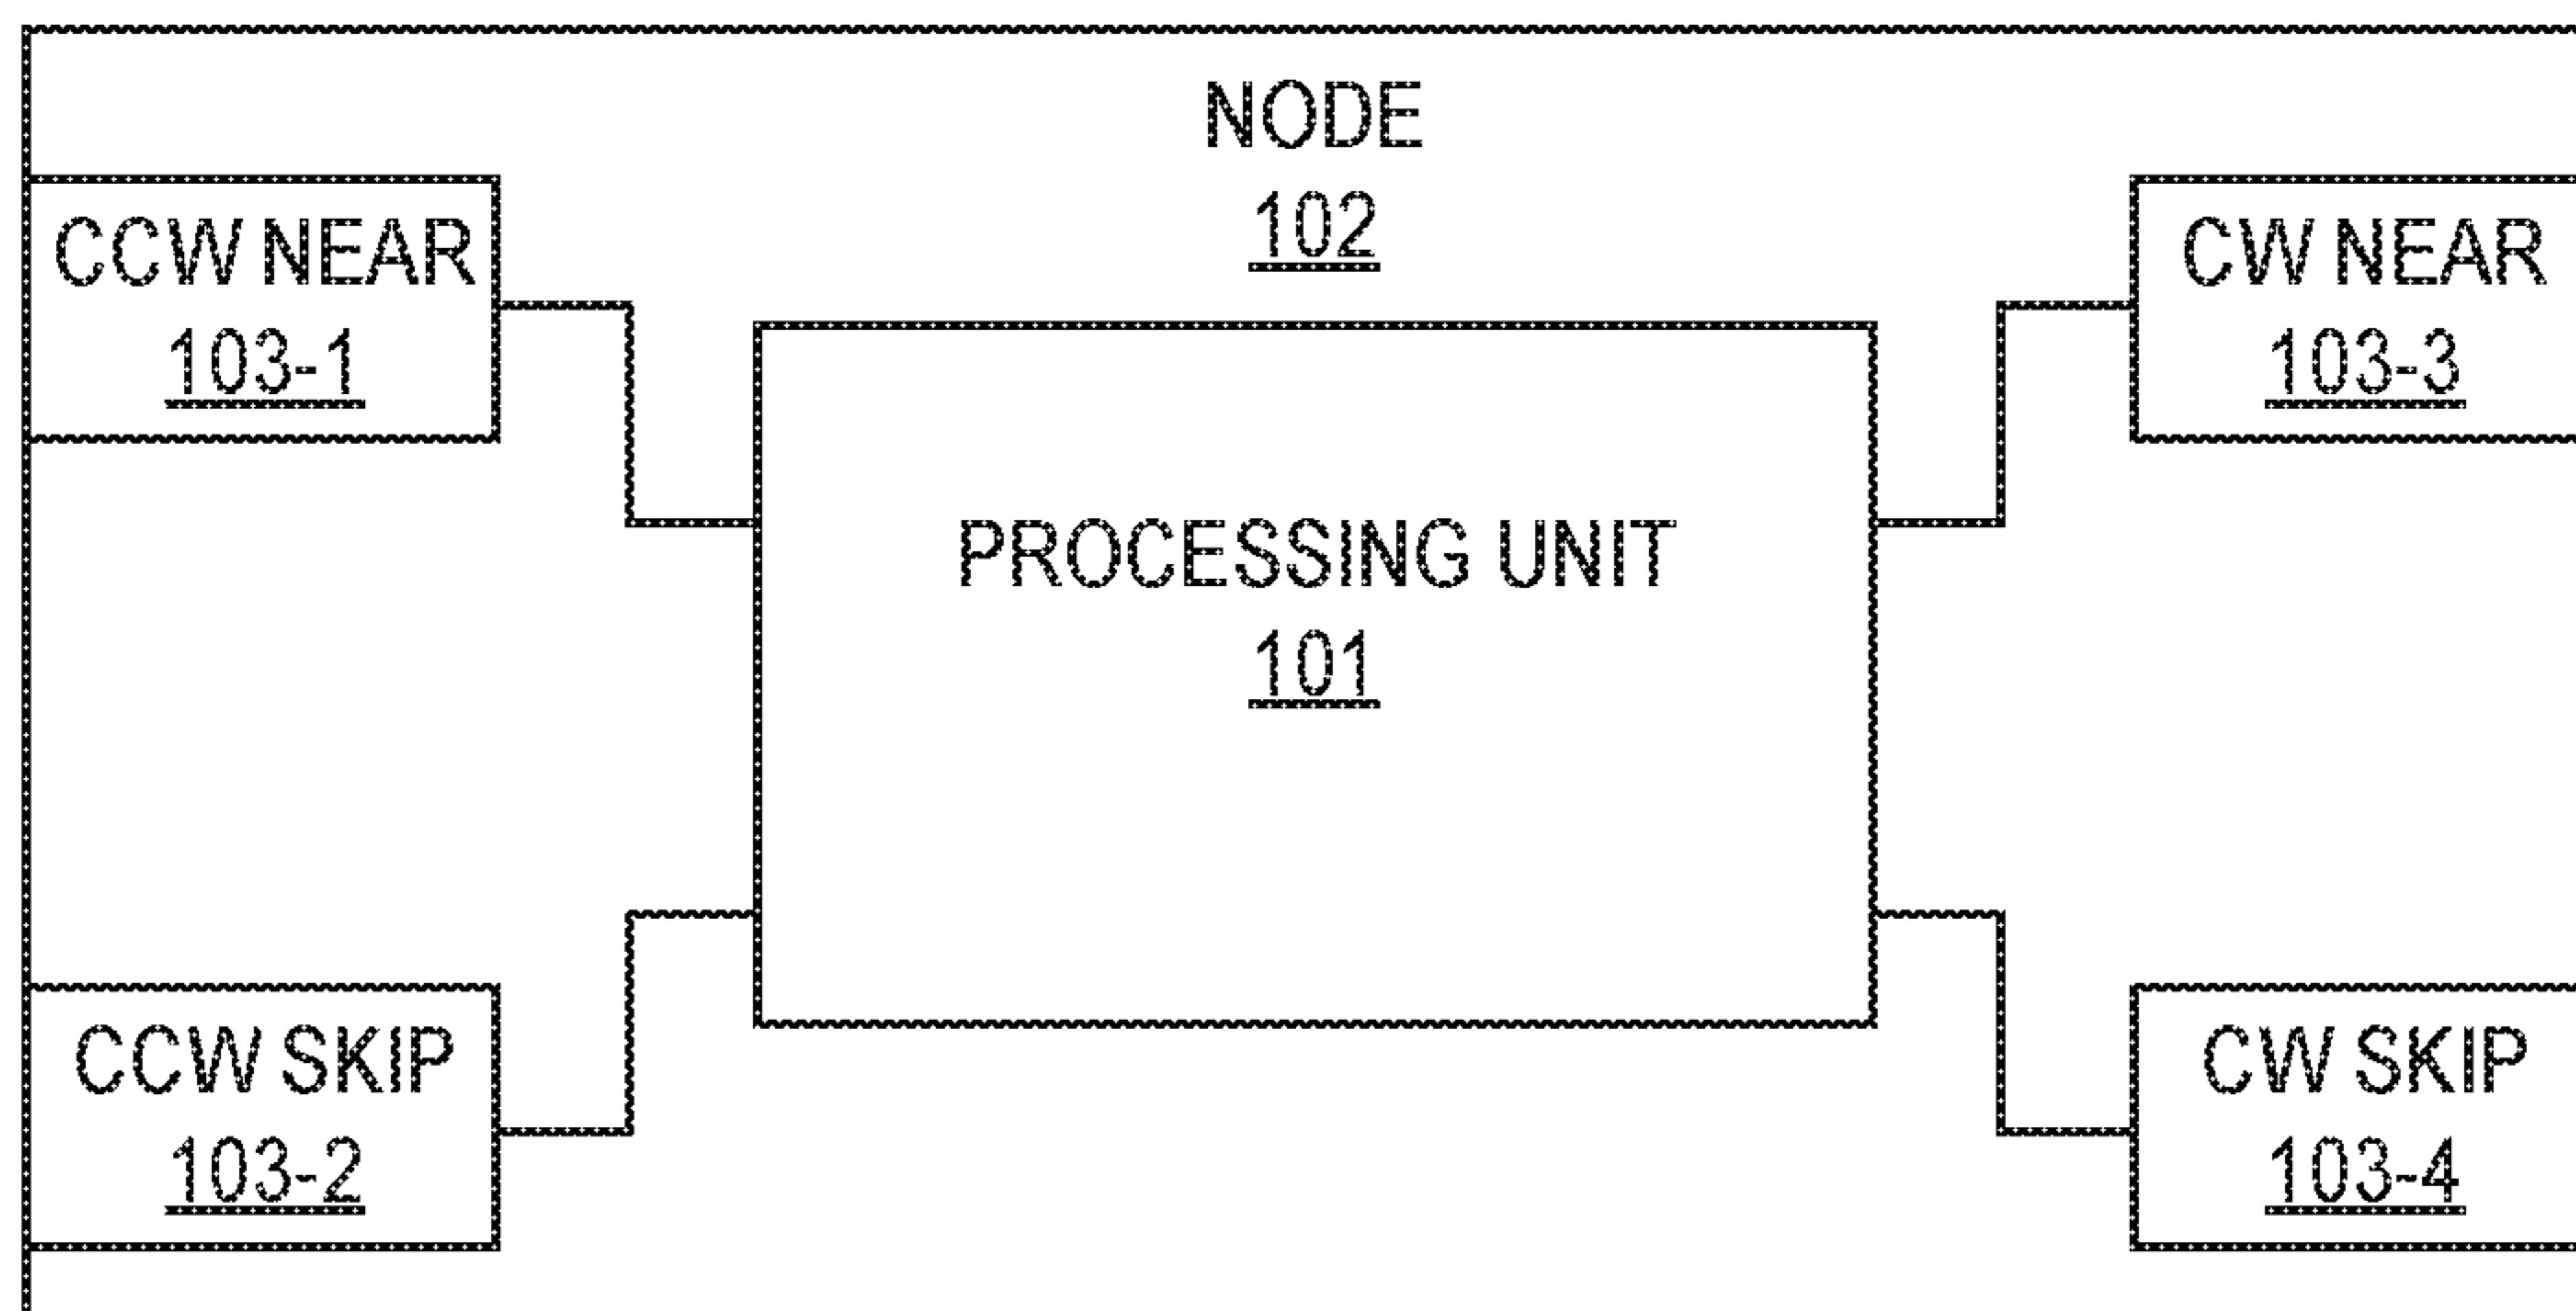 NODE
102
CCW NEAR
103-1
CW NEAR
103-3
PROCESSING UNIT
101
CCW SKIP
103-2
CW SKIP
103-4